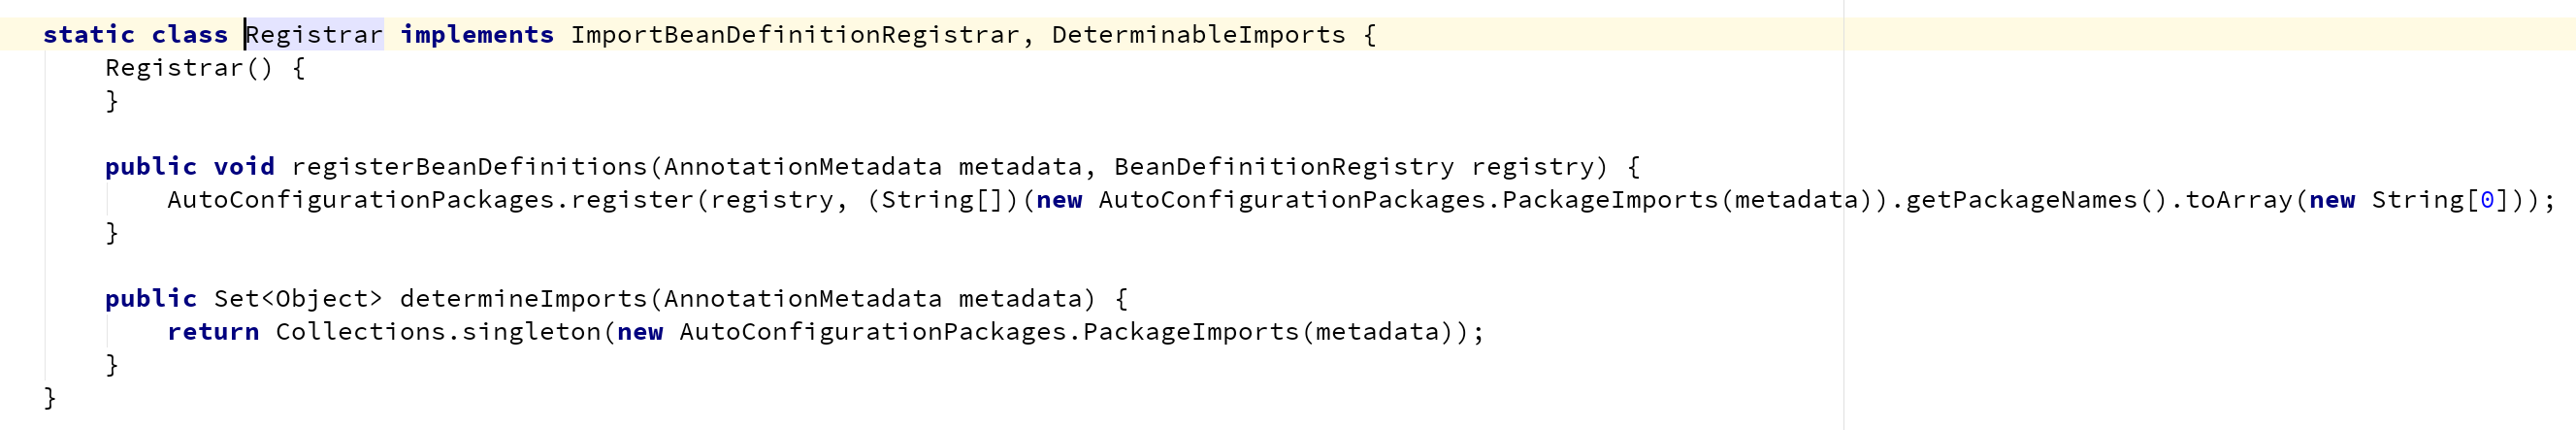 static class Registrar implements ImportBeanDefinitionRegistrar, DeterminableImports {
    Registrar() {
    }

    public void registerBeanDefinitions(AnnotationMetadata metadata, BeanDefinitionRegistry registry) {
        AutoConfigurationPackages.register(registry, (String[])(new AutoConfigurationPackages.PackageImports(metadata)).getPackageNames().toArray(new String[0]));
    }

    public Set<Object> determineImports(AnnotationMetadata metadata) {
        return Collections.singleton(new AutoConfigurationPackages.PackageImports(metadata));
    }
}